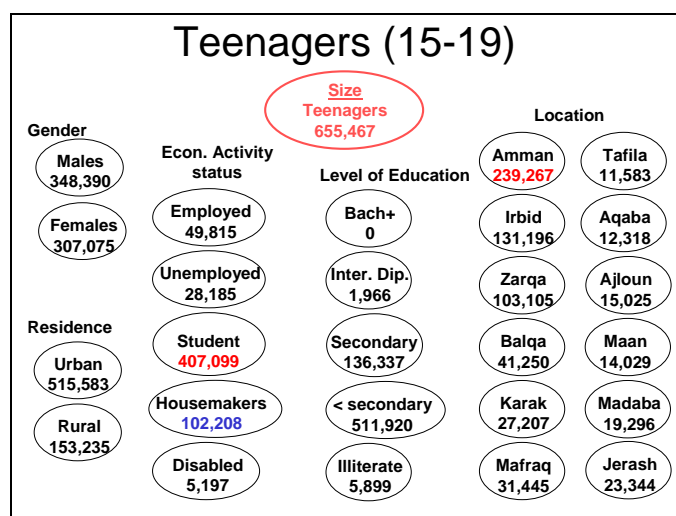 Teenagers (15-19)
Size
Teenagers
655,467
Gender
Males
348,390
Females
307,075
Residence
Urban
515,583
Rural
153,235
Econ. Activity
status
Employed
49,815
Unemployed
28,185
Student
407,099
Housemakers
102,208
Disabled
5,197
Level of Education
Bach+
0
Inter. Dip.
1,966
Secondary
136,337
< secondary
511,920
Illiterate
5,899
Location
Amman
239,267
Irbid
131,196
Zarqa
103,105
Balqa
41,250
Karak
27,207
Mafraq
31,445
Tafila
11,583
Aqaba
12,318
Ajloun
15,025
Maan
14,029
Madaba
19,296
Jerash
23,344